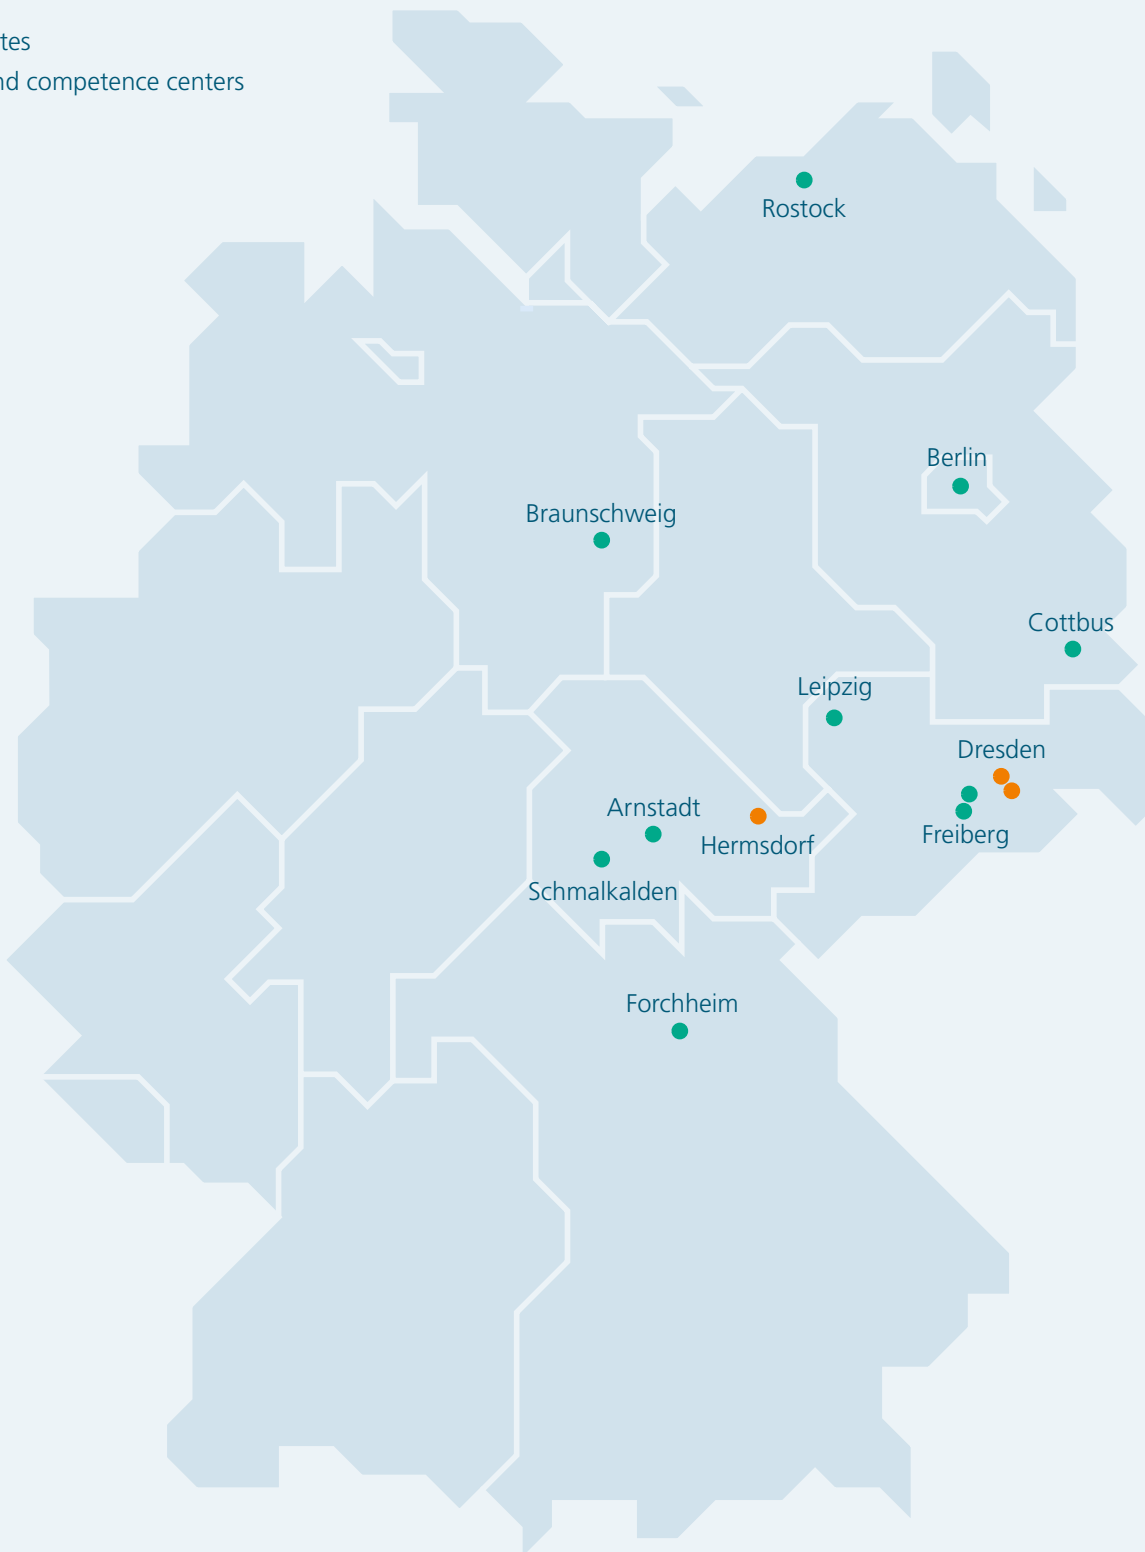 tes
nd competence centers
Rostock
Berlin
Braunschweig
Cottbus
Leipzig
Dresden
Arnstadt
Freiberg
Hermsdorf
Schmalkalden
Forchheim